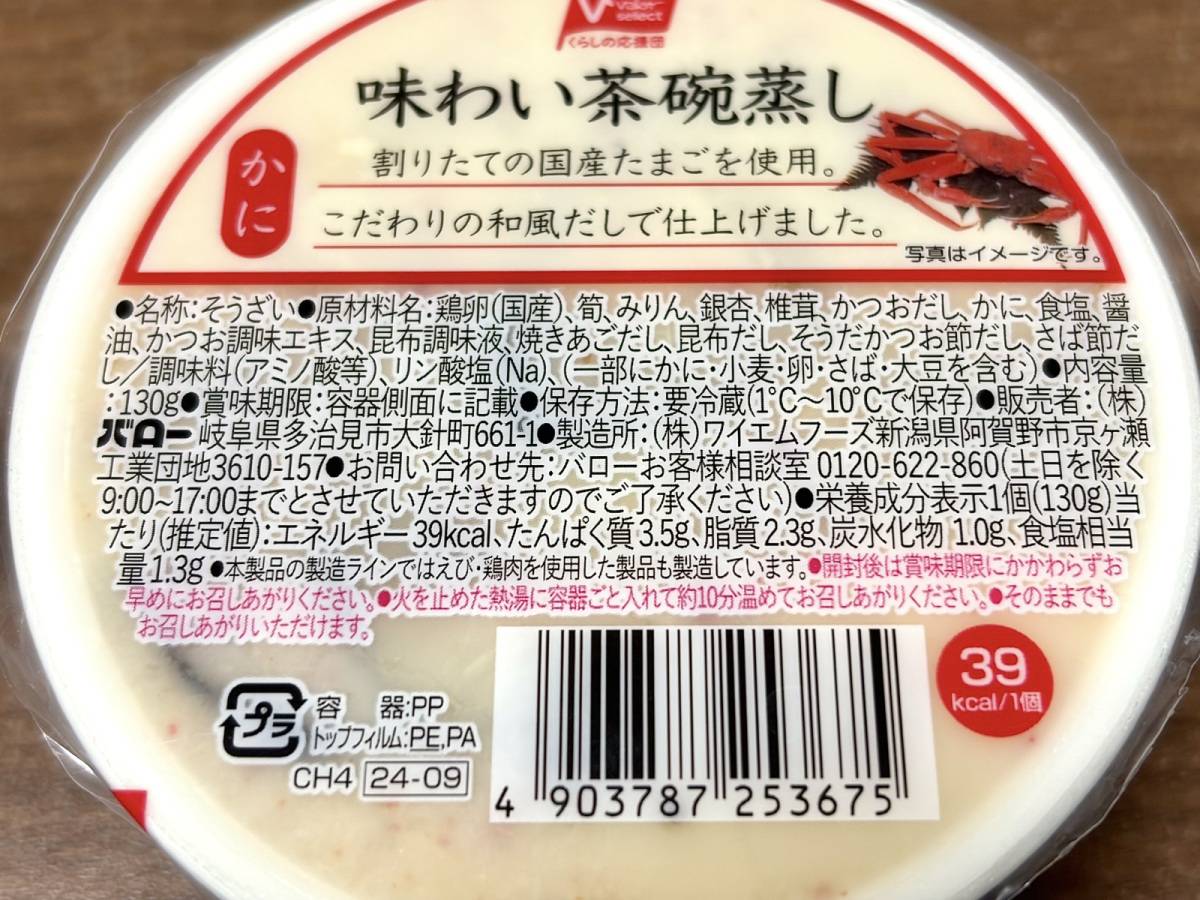 Valor
select
くらしの応援団
味わい茶碗蒸し
かに
割りたての国産たまごを使用。
こだわりの和風だしで仕上げました。
写真はイメージです。
●名称:そうざい●原材料名:鶏卵(国産)、筍、みりん、銀杏、椎茸、かつおだし、かに、食塩、醤
油、かつお調味エキス、昆布調味液、焼きあごだし、昆布だし、そうだかつお節だし、さば節だ
し/調味料(アミノ酸等)、リン酸塩(Na)、(一部にかに・小麦・卵・さば・大豆を含む)●内容量
:130g●賞味期限:容器側面に記載●保存方法:要冷蔵(1℃〜10℃で保存)●販売者:(株)
バロー 岐阜県多治見市大針町661-1●製造所:(株)ワイエムフーズ新潟県阿賀野市京ヶ瀬
工業団地3610-157●お問い合わせ先:バローお客様相談室 0120-622-860(土日を除く
9:00〜17:00までとさせていただきますのでご了承ください)●栄養成分表示1個(130g)当
たり(推定値):エネルギー39kcal、たんぱく質3.5g、脂質2.3g、炭水化物 1.0g、食塩相当
量1.3g ●本製品の製造ラインではえび・鶏肉を使用した製品も製造しています。●開封後は賞味期限にかかわらずお
早めにお召しあがりください。●火を止めた熱湯に容器ごと入れて約10分温めてお召しあがりください。●そのままでも
お召しあがりいただけます。
プラ
容 器:PP
トップフィルム:PE,PA
CH4 24-09
4 903787 253675
39
kcal/1個